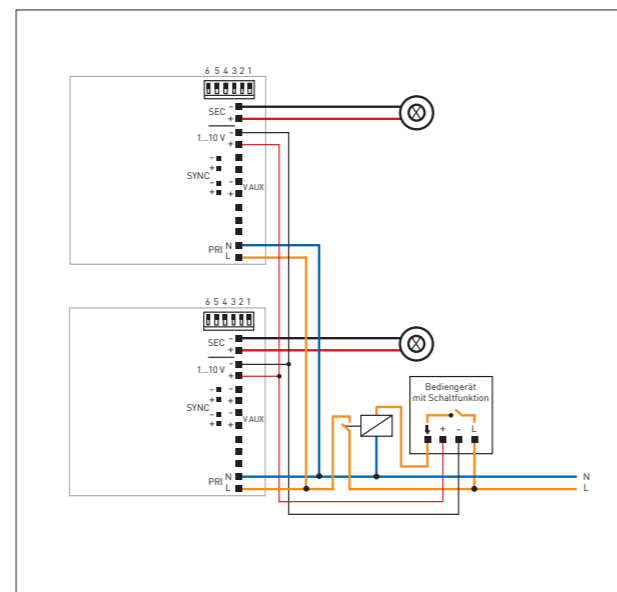 6 5 4 3 2 1
SEC -
+
1...10 V -
+
-
+
SYNC
-
+
-
+
V AUX
PRI N
L
6 5 4 3 2 1
SEC -
+
1...10 V -
+
-
+
SYNC
-
+
-
+
V AUX
Bediengerät
mit Schaltfunktion
+ - L
PRI N
L
N
L